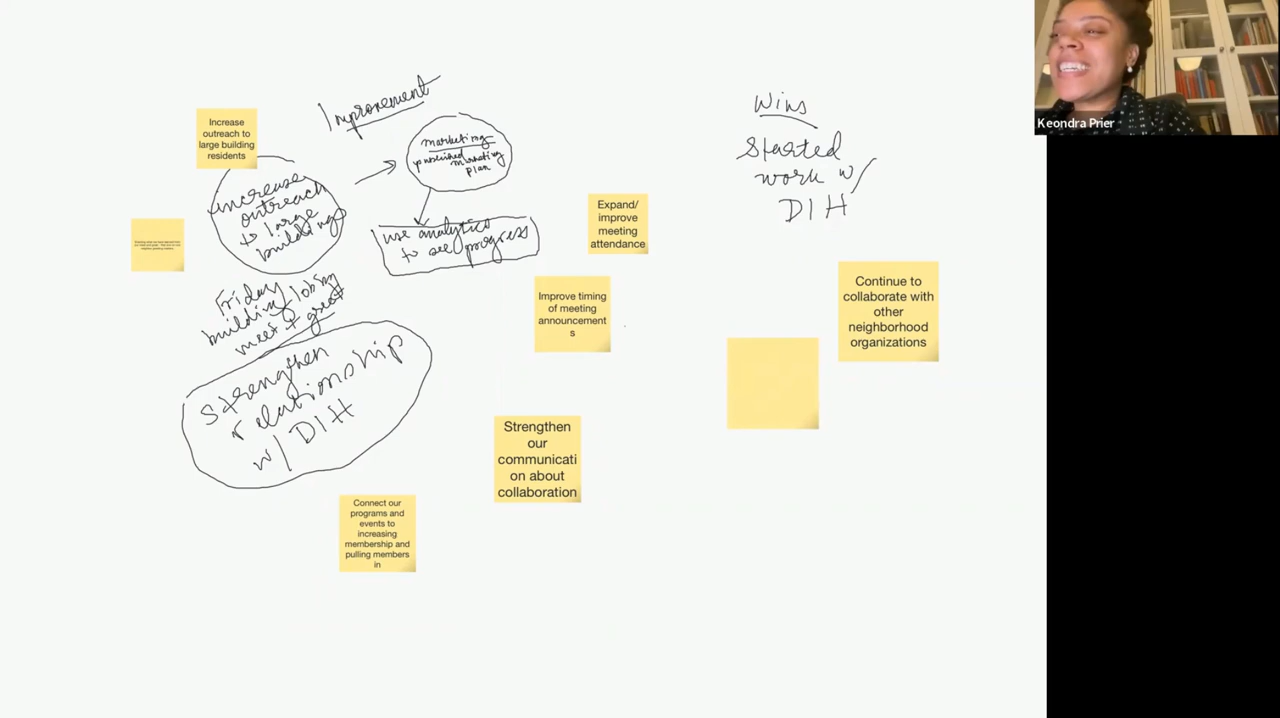 Improvement
Increase
outreach to
large building
residents
increase
outreach
to large
buildings
marketing
published marketing
plan
use analytics
to see progress
Friday
building lobby
meet + greet
Strengthen
relationship
w/ DIH
Expand/
improve
meeting
attendance
Improve timing
of meeting
announcement
s
Strengthen
our
communicati
on about
collaboration
Connect our
programs and
events to
increasing
membership and
pulling members
in
Wins
Started
work w/
DIH
Continue to
collaborate with
other
neighborhood
organizations
Keondra Prier